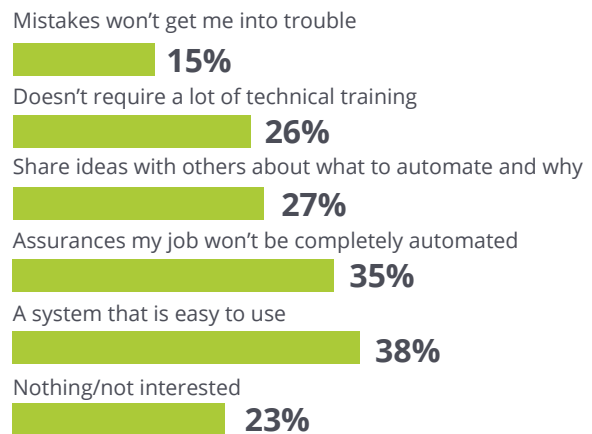 Mistakes won’t get me into trouble
15%
Doesn’t require a lot of technical training
26%
Share ideas with others about what to automate and why
27%
Assurances my job won’t be completely automated
35%
A system that is easy to use
38%
Nothing/not interested
23%